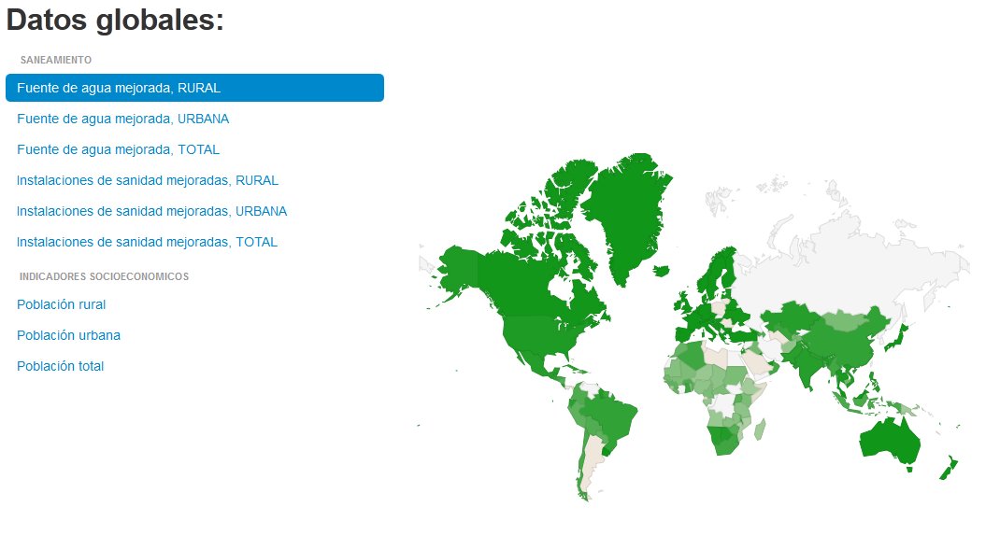 Datos globales:
SANEAMIENTO
Fuente de agua mejorada, RURAL
Fuente de agua mejorada, URBANA
Fuente de agua mejorada, TOTAL
Instalaciones de sanidad mejoradas, RURAL
Instalaciones de sanidad mejoradas, URBANA
Instalaciones de sanidad mejoradas, TOTAL
INDICADORES SOCIOECONOMICOS
Población rural
Población urbana
Población total